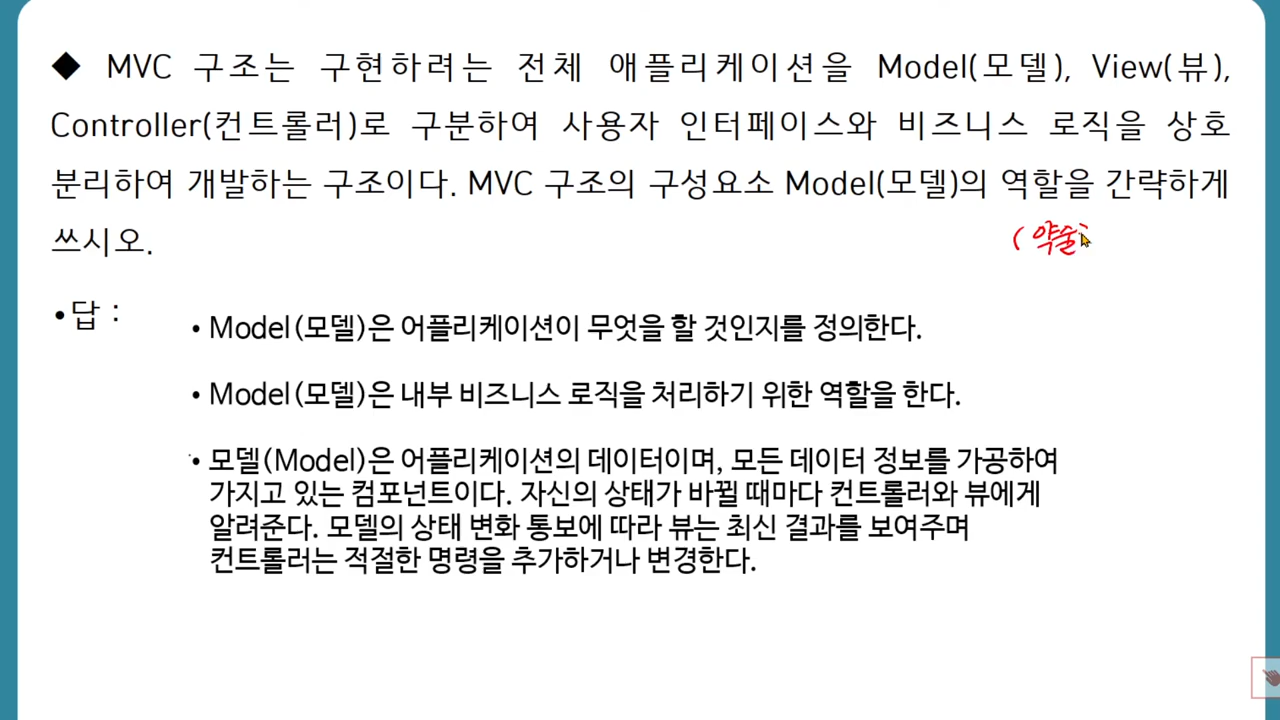 ◆ MVC 구조는 구현하려는 전체 애플리케이션을 Model(모델), View(뷰),
Controller(컨트롤러)로 구분하여 사용자 인터페이스와 비즈니스 로직을 상호
분리하여 개발하는 구조이다. MVC 구조의 구성요소 Model(모델)의 역할을 간략하게
쓰시오.
(약술)
•답 :
• Model(모델)은 어플리케이션이 무엇을 할 것인지를 정의한다.
• Model(모델)은 내부 비즈니스 로직을 처리하기 위한 역할을 한다.
• 모델(Model)은 어플리케이션의 데이터이며, 모든 데이터 정보를 가공하여
가지고 있는 컴포넌트이다. 자신의 상태가 바뀔 때마다 컨트롤러와 뷰에게
알려준다. 모델의 상태 변화 통보에 따라 뷰는 최신 결과를 보여주며
컨트롤러는 적절한 명령을 추가하거나 변경한다.